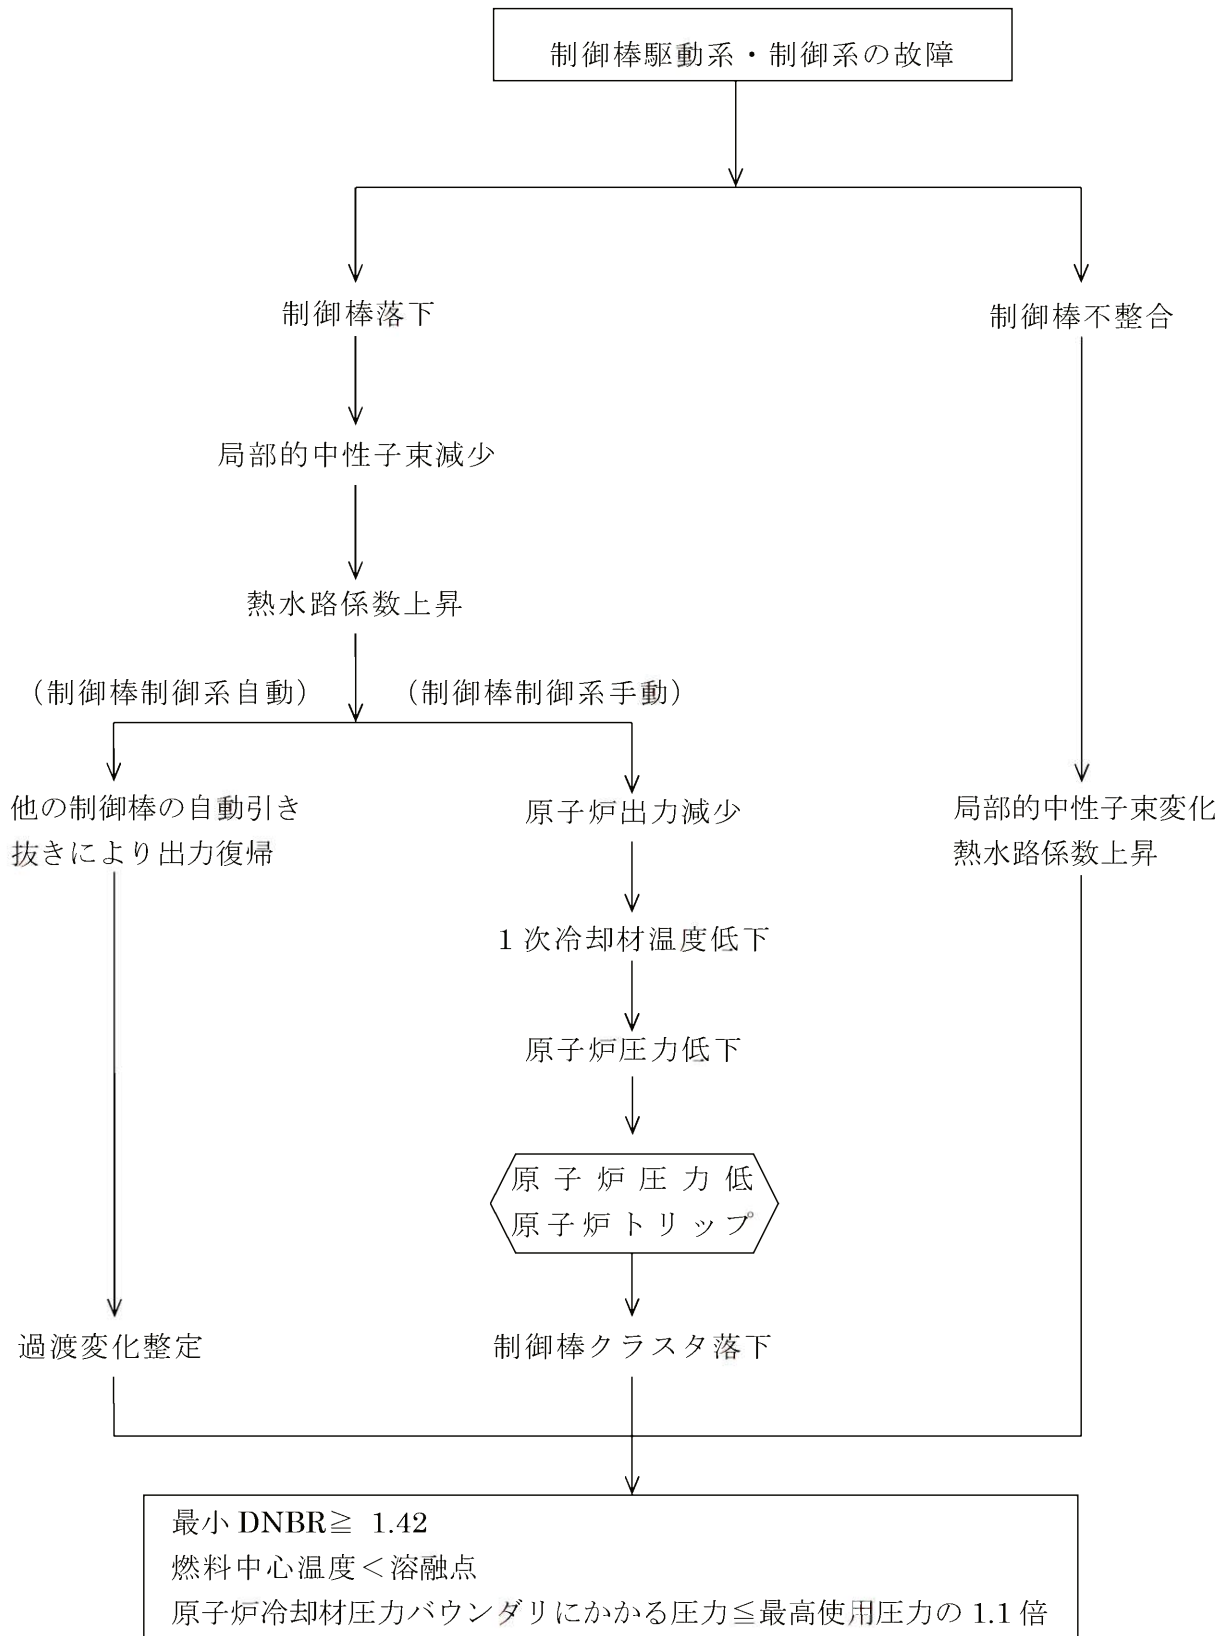 制御棒駆動系・制御系の故障
制御棒落下
制御棒不整合
局部的中性子束減少
熱水路係数上昇
(制御棒制御系自動)
(制御棒制御系手動)
他の制御棒の自動引き
抜きにより出力復帰
原子炉出力減少
局部的中性子束変化
熱水路係数上昇
1次冷却材温度低下
原子炉圧力低下
原子炉圧力低
原子炉トリップ
過渡変化整定
制御棒クラスタ落下
最小 DNBR≧ 1.42
燃料中心温度<溶融点
原子炉冷却材圧力バウンダリにかかる圧力≦最高使用圧力の 1.1 倍